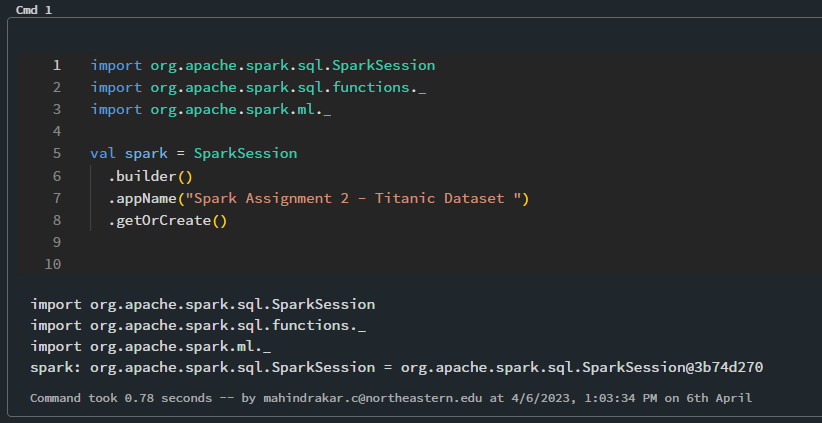 Cmd 1
1 import org.apache.spark.sql.SparkSession
2 import org.apache.spark.sql.functions._
3 import org.apache.spark.ml._
4
5 val spark = SparkSession
6 .builder()
7 .appName("Spark Assignment 2 - Titanic Dataset ")
8 .getOrCreate()
9
10
import org.apache.spark.sql.SparkSession
import org.apache.spark.sql.functions._
import org.apache.spark.ml._
spark: org.apache.spark.sql.SparkSession = org.apache.spark.sql.SparkSession@3b74d270
Command took 0.78 seconds -- by mahindrakar.c@northeastern.edu at 4/6/2023, 1:03:34 PM on 6th April